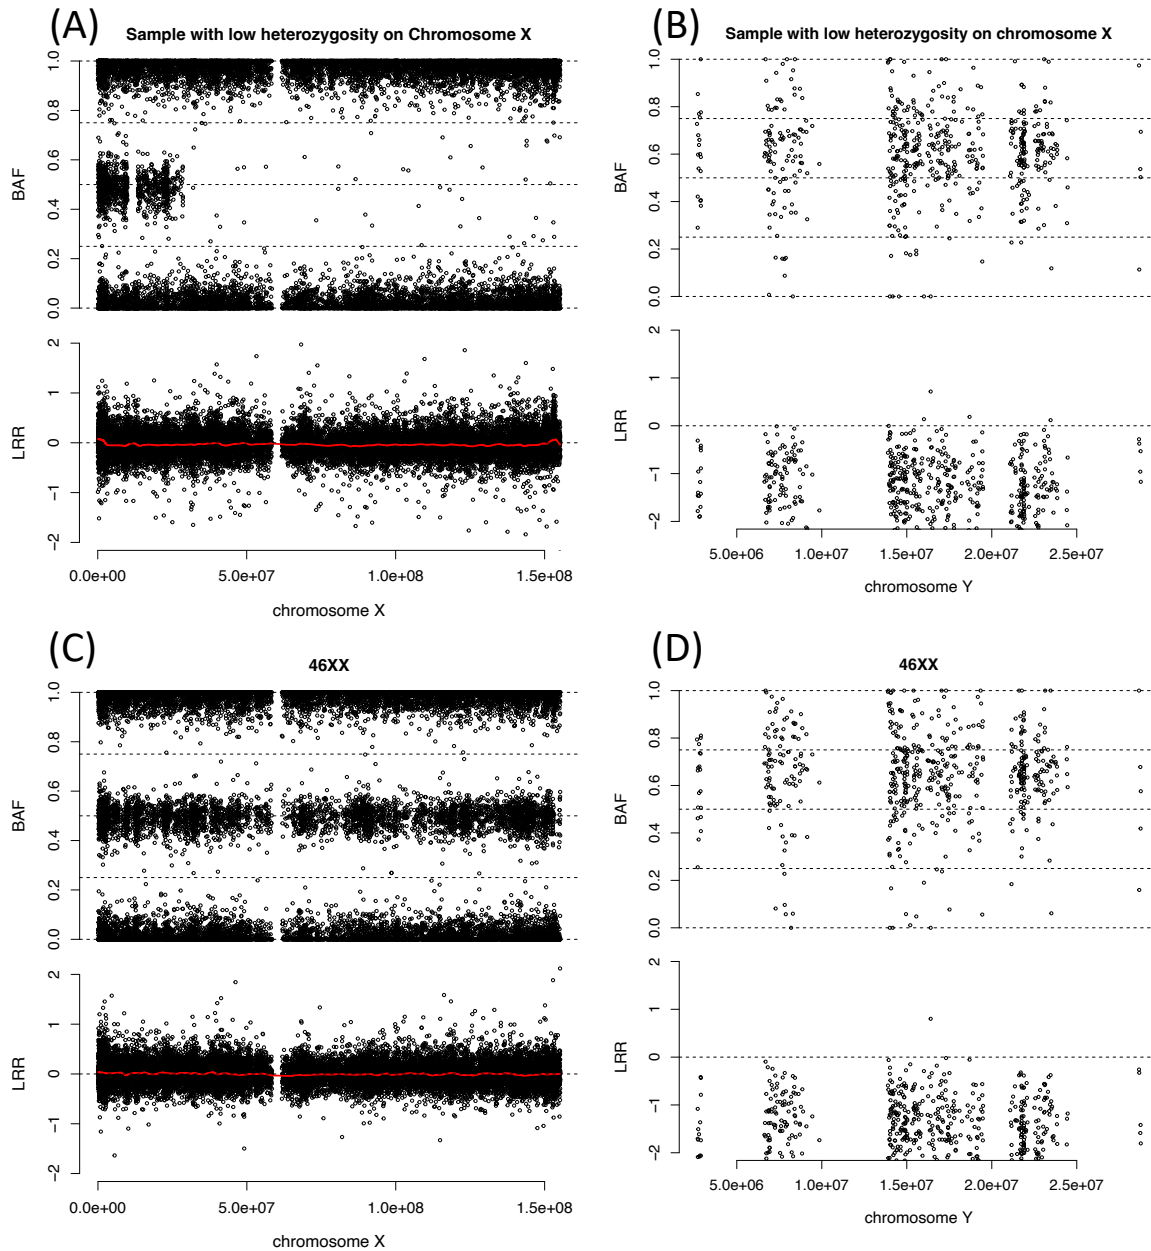 (A)
Sample with low heterozygosity on Chromosome X
BAF
1.0
0.8
0.6
0.4
0.2
0.0
LRR
2
1
0
−1
−2
0.0e+00 5.0e+07 1.0e+08 1.5e+08
chromosome X
(B)
Sample with low heterozygosity on chromosome X
BAF
1.0
0.8
0.6
0.4
0.2
0.0
LRR
2
1
0
−1
−2
5.0e+06 1.0e+07 1.5e+07 2.0e+07 2.5e+07
chromosome Y
(C)
46XX
BAF
1.0
0.8
0.6
0.4
0.2
0.0
LRR
2
1
0
−1
−2
0.0e+00 5.0e+07 1.0e+08 1.5e+08
chromosome X
(D)
46XX
BAF
1.0
0.8
0.6
0.4
0.2
0.0
LRR
2
1
0
−1
−2
5.0e+06 1.0e+07 1.5e+07 2.0e+07 2.5e+07
chromosome Y